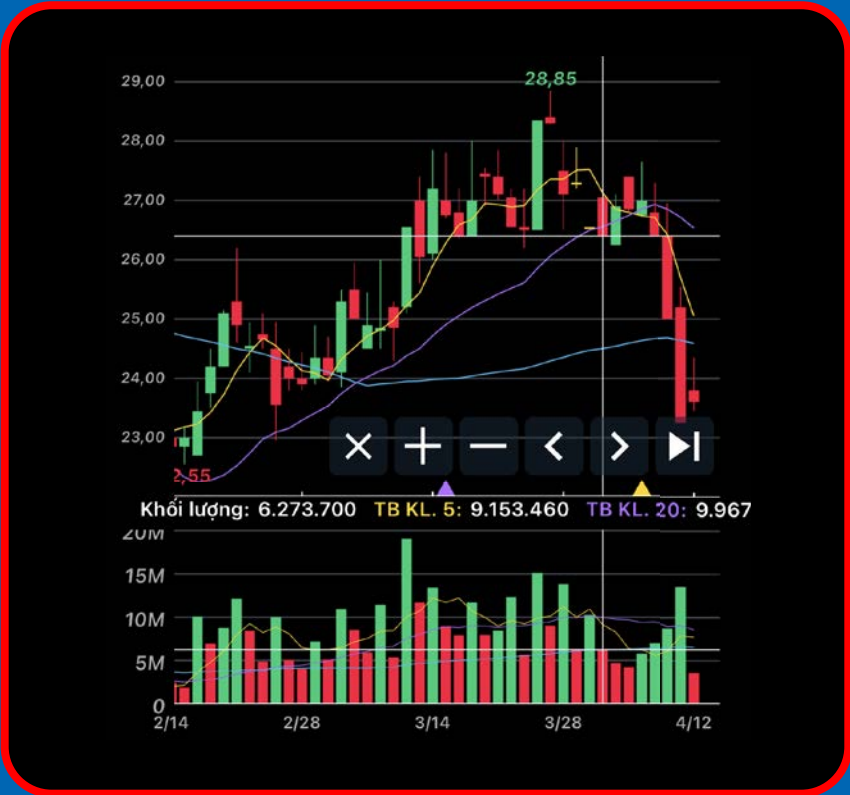 29,00
28,85
28,00
27,00
26,00
25,00
24,00
23,00
2,55
Khối lượng: 6.273.700 TB KL. 5: 9.153.460 TB KL. 20: 9.967
20M
15M
10M
5M
0
2/14 2/28 3/14 3/28 4/12